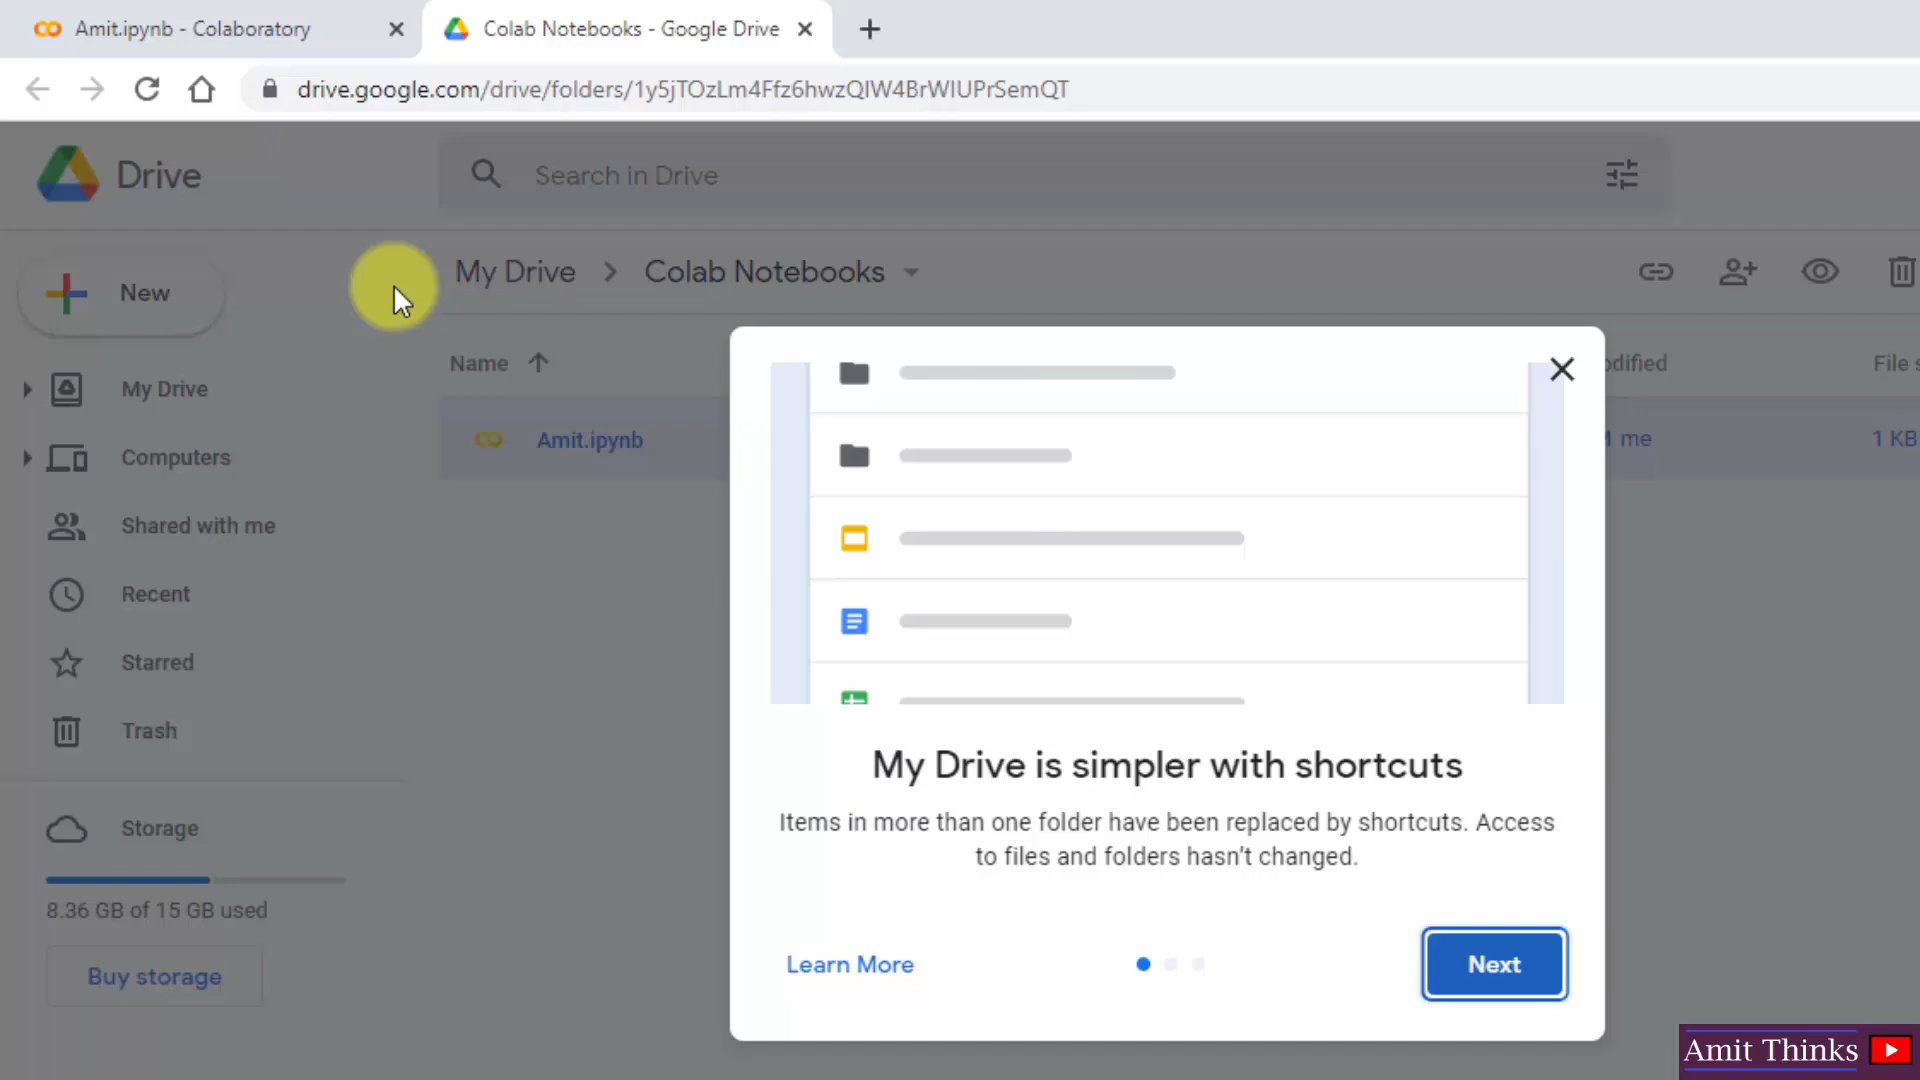 Amit.ipynb - Colaboratory
Colab Notebooks - Google Drive
drive.google.com/drive/folders/1y5jTOzLm4Ffz6hwzQIW4BrWIUPrSemQT
Drive
Search in Drive
New
My Drive
Colab Notebooks
Name
odified
File s
My Drive
Amit.ipynb
me
1 KB
Computers
Shared with me
Recent
Starred
Trash
My Drive is simpler with shortcuts
Items in more than one folder have been replaced by shortcuts. Access
to files and folders hasn't changed.
Storage
8.36 GB of 15 GB used
Buy storage
Learn More
Next
Amit Thinks